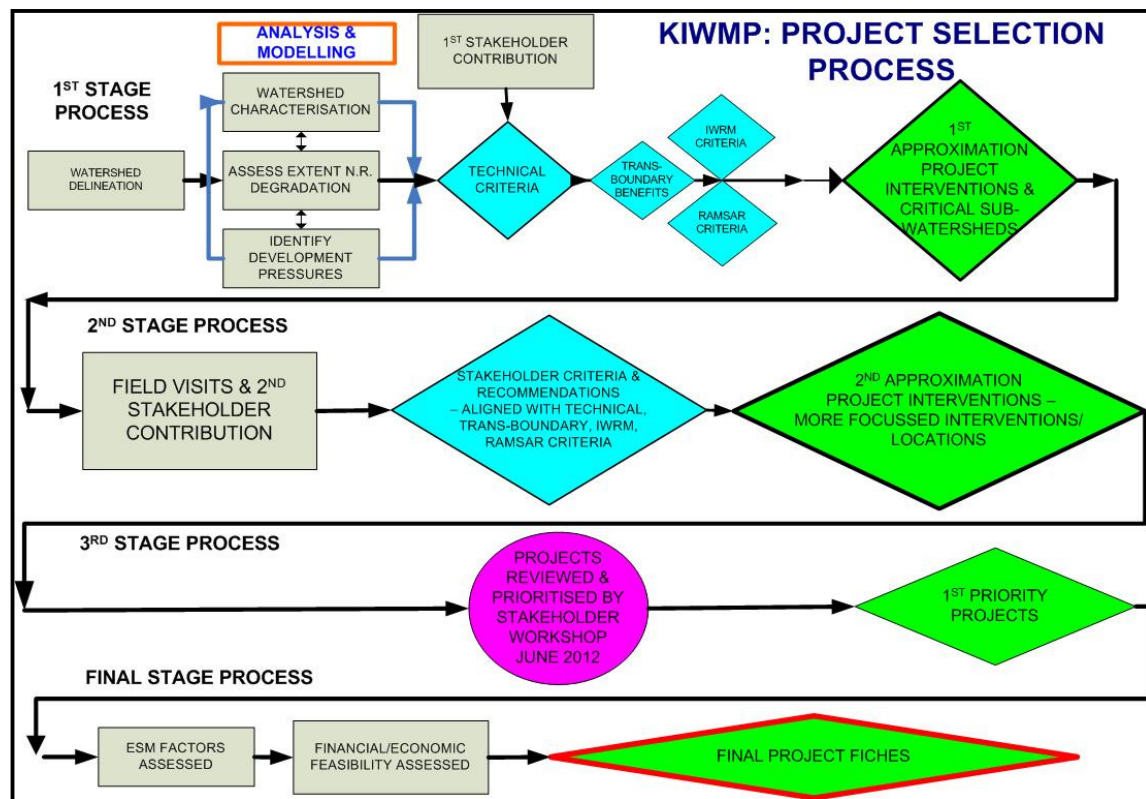 KIWMP: PROJECT SELECTION
PROCESS
1ST STAGE
PROCESS
ANALYSIS &
MODELLING
1ST STAKEHOLDER
CONTRIBUTION
WATERSHED
DELINEATION
WATERSHED
CHARACTERISATION
ASSESS EXTENT N.R.
DEGRADATION
IDENTIFY
DEVELOPMENT
PRESSURES
TECHNICAL
CRITERIA
TRANS-
BOUNDARY
BENEFITS
IWRM
CRITERIA
RAMSAR
CRITERIA
1ST
APPROXIMATION
PROJECT
INTERVENTIONS &
CRITICAL SUB-
WATERSHEDS
2ND STAGE PROCESS
FIELD VISITS & 2ND
STAKEHOLDER
CONTRIBUTION
STAKEHOLDER CRITERIA &
RECOMMENDATIONS
– ALIGNED WITH TECHNICAL,
TRANS-BOUNDARY, IWRM,
RAMSAR CRITERIA
2ND APPROXIMATION
PROJECT INTERVENTIONS –
MORE FOCUSSED INTERVENTIONS/
LOCATIONS
3RD STAGE PROCESS
PROJECTS
REVIEWED &
PRIORITISED BY
STAKEHOLDER
WORKSHOP
JUNE 2012
1ST PRIORITY
PROJECTS
FINAL STAGE PROCESS
ESM FACTORS
ASSESSED
FINANCIAL/ECONOMIC
FEASIBILITY ASSESSED
FINAL PROJECT FICHES